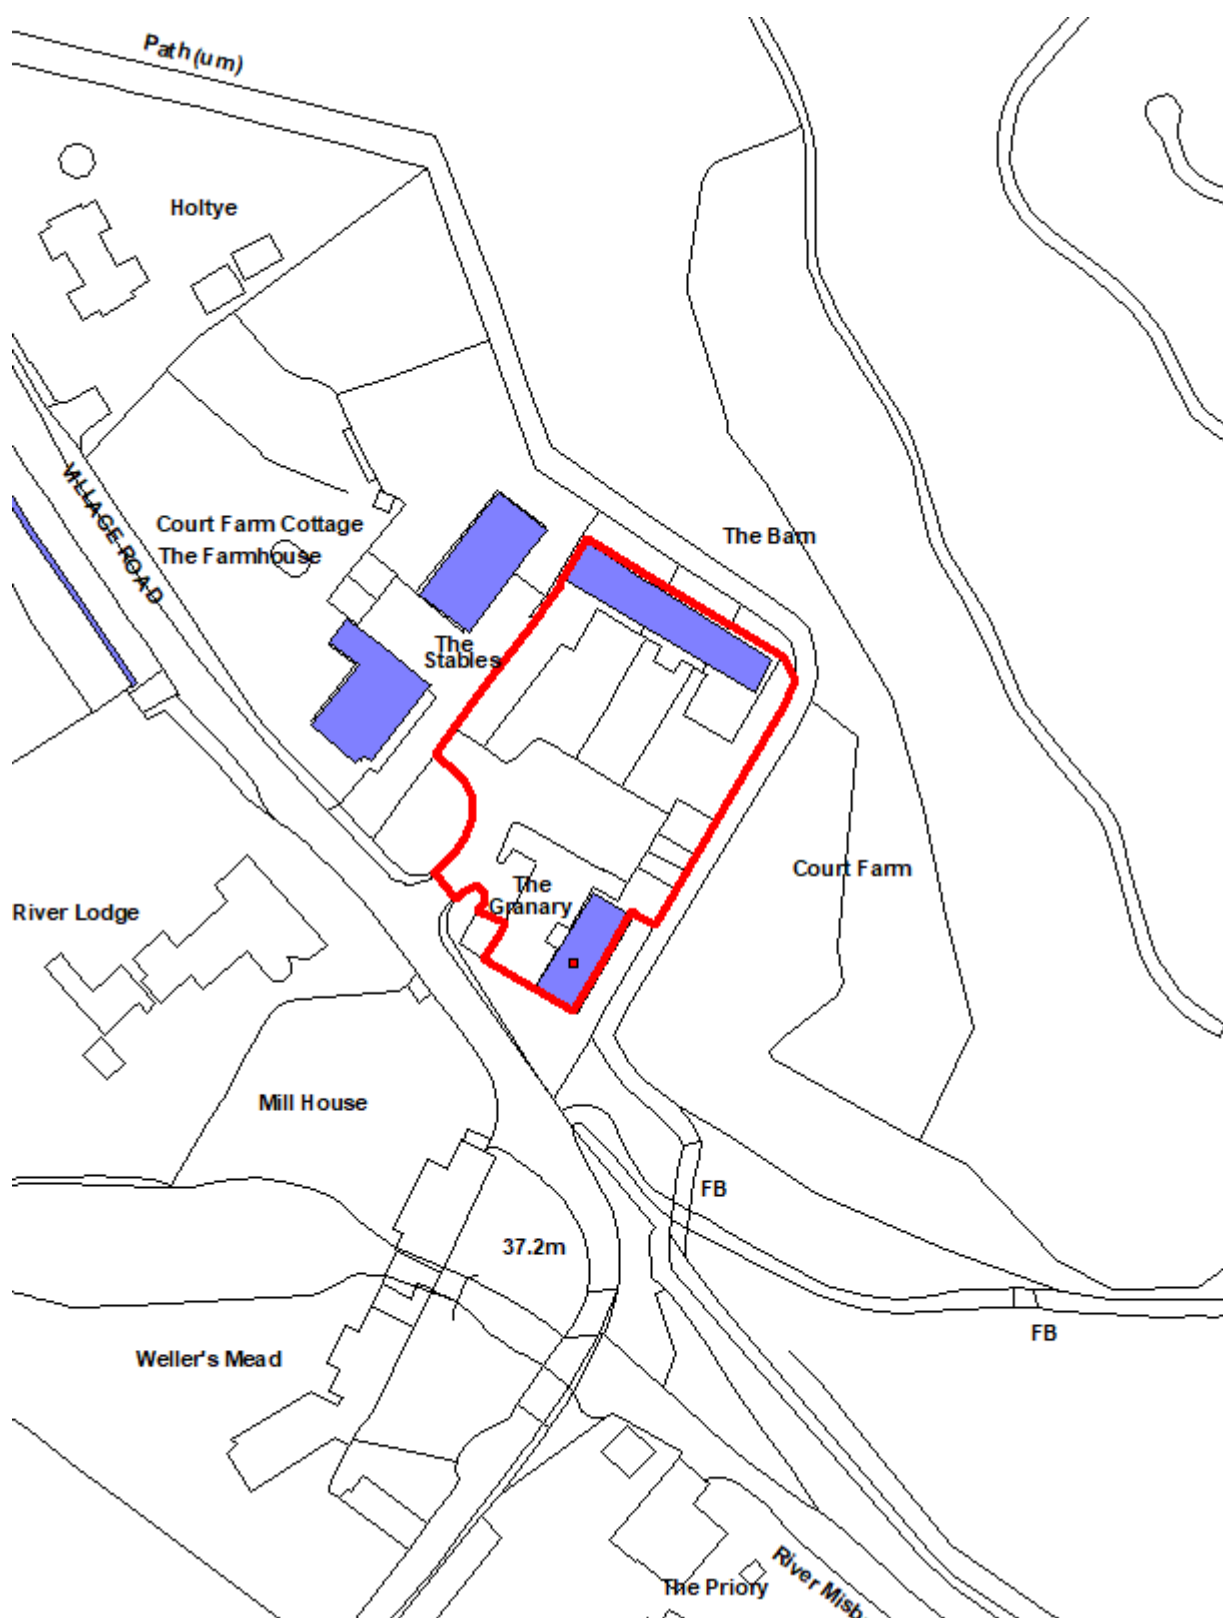 Path (um)
Holtye
VILLAGE ROAD
Court Farm Cottage
The Farmhouse
The Barn
The
Stables
Court Farm
The
Granary
River Lodge
Mill House
FB
37.2m
FB
Weller's Mead
The Priory
River Misb